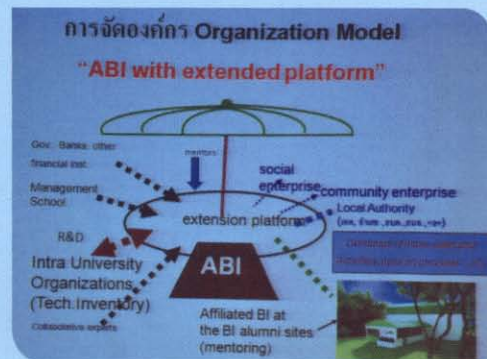 การจัดองค์กร Organization Model
"ABI with extended platform"
Gov. Banks other
financial inst.
mentors
Management
School
social
enterprise
community enterprise
Local Authority
extension platform
R&D
Intra University
Organizations,
(Tech.Inventory)
ABI
Collaborative experts
Affiliated BI at
the BI alumni sites
(mentoring)